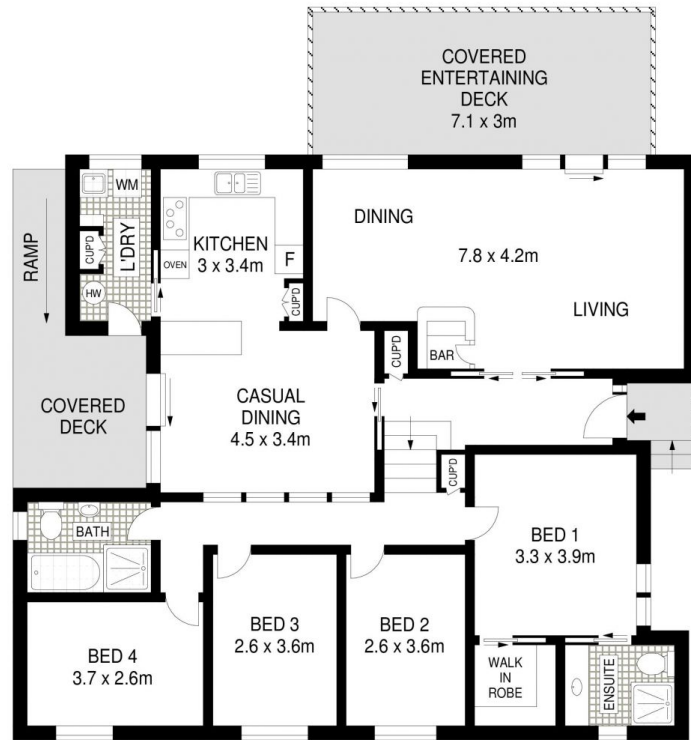 COVERED
ENTERTAINING
DECK
7.1 x 3m
WM
L'DRY
CUP'D
HW
RAMP
KITCHEN
3 x 3.4m
OVEN
F
CUP'D
DINING
7.8 x 4.2m
LIVING
BAR
CUP'D
COVERED
DECK
CASUAL
DINING
4.5 x 3.4m
CUP'D
BATH
BED 1
3.3 x 3.9m
BED 4
3.7 x 2.6m
BED 3
2.6 x 3.6m
BED 2
2.6 x 3.6m
WALK
IN
ROBE
ENSUITE